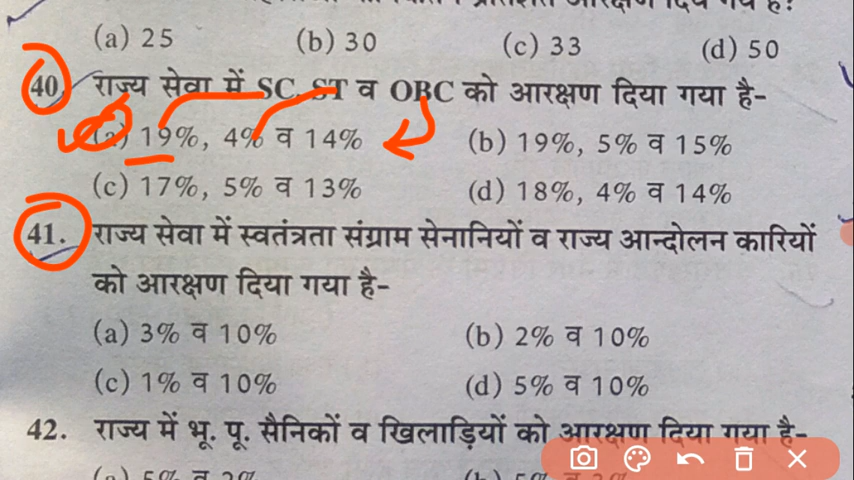 (a) 25 (b) 30 (c) 33 (d) 50
40. राज्य सेवा में SC, ST व OBC को आरक्षण दिया गया है-
(a) 19%, 4% व 14% (b) 19%, 5% व 15%
(c) 17%, 5% व 13% (d) 18%, 4% व 14%
41. राज्य सेवा में स्वतंत्रता संग्राम सेनानियों व राज्य आन्दोलन कारियों
को आरक्षण दिया गया है-
(a) 3% व 10% (b) 2% व 10%
(c) 1% व 10% (d) 5% व 10%
42. राज्य में भू. पू. सैनिकों व खिलाड़ियों को आरक्षण दिया गया है-